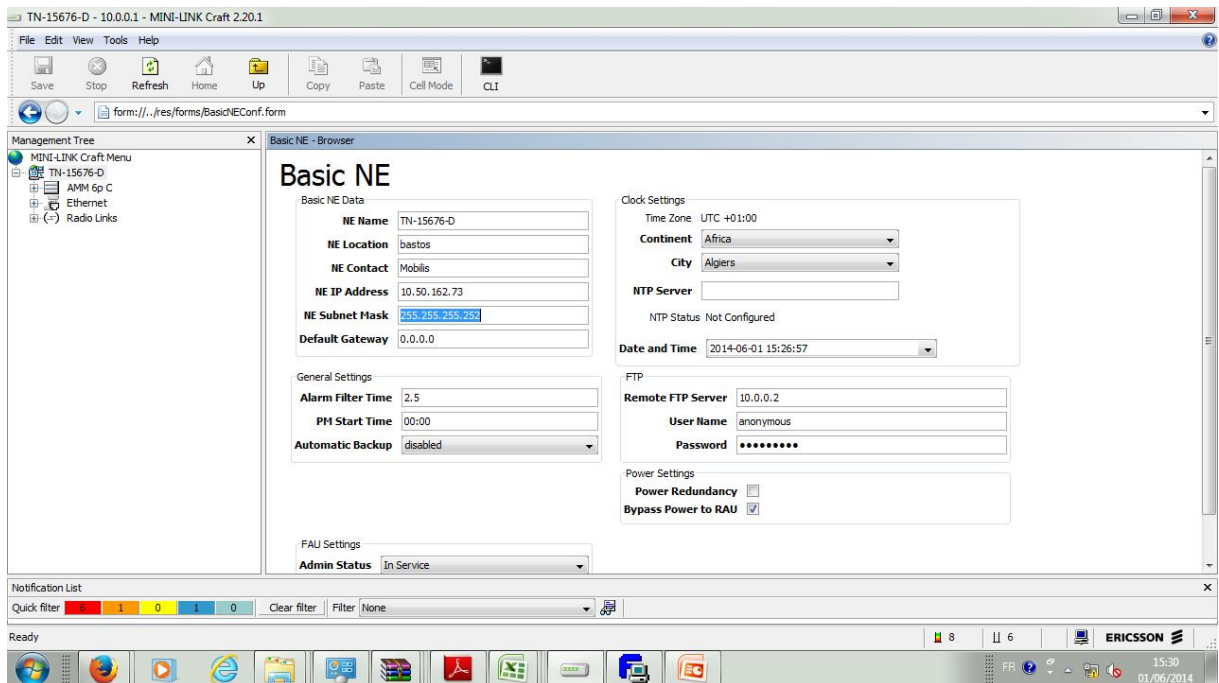 TN-15676-D - 10.0.0.1 - MINI-LINK Craft 2.20.1
File Edit View Tools Help
Save Stop Refresh Home Up Copy Paste Cell Mode CLI
form://../res/forms/BasicNEConf.form
Management Tree
MINI-LINK Craft Menu
TN-15676-D
AMM 6p C
Ethernet
Radio Links
Basic NE - Browser
Basic NE
Basic NE Data
NE Name TN-15676-D
NE Location bastos
NE Contact Mobilis
NE IP Address 10.50.162.73
NE Subnet Mask 255.255.255.252
Default Gateway 0.0.0.0
Clock Settings
Time Zone UTC +01:00
Continent Africa
City Algiers
NTP Server
NTP Status Not Configured
Date and Time 2014-06-01 15:26:57
General Settings
Alarm Filter Time 2.5
PM Start Time 00:00
Automatic Backup disabled
FTP
Remote FTP Server 10.0.0.2
User Name anonymous
Password •••••••••
Power Settings
Power Redundancy
Bypass Power to RAU
FAU Settings
Admin Status In Service
Notification List
Quick filter 6 1 0 1 0 Clear filter Filter None
Ready 8 6 ERICSSON
FR 15:30
01/06/2014